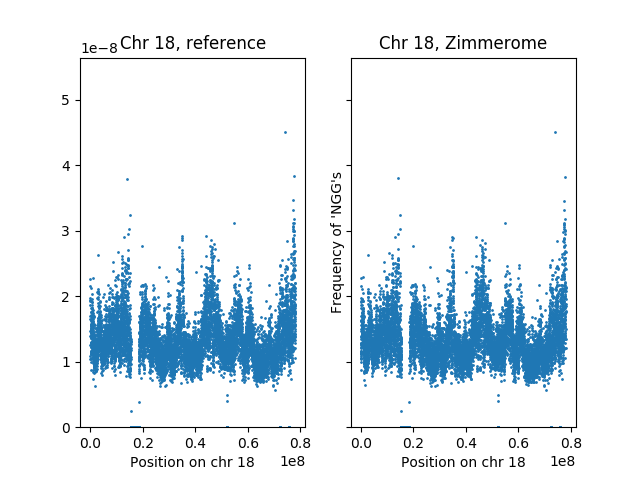 Chr 18, reference
1e−8
5
4
3
2
1
0
0.0 0.2 0.4 0.6 0.8
1e8
Position on chr 18
Chr 18, Zimmerome
Frequency of 'NGG's
0.0 0.2 0.4 0.6 0.8
1e8
Position on chr 18